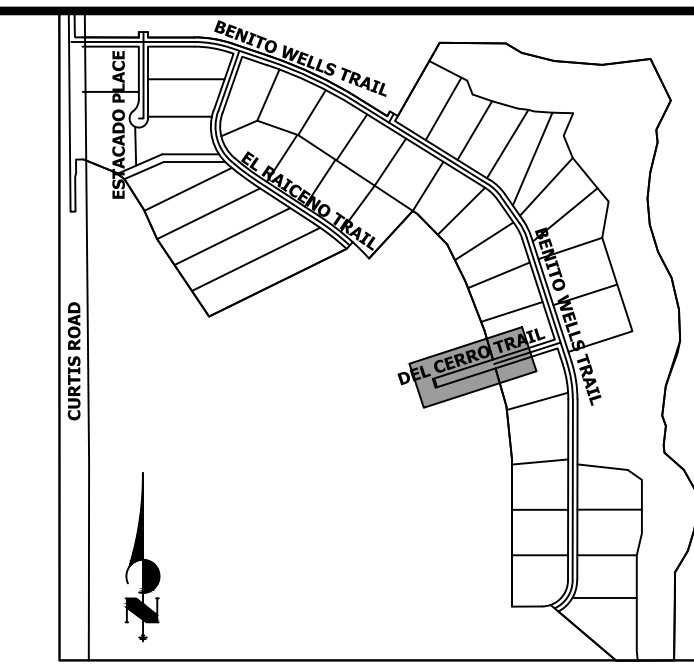 BENITO WELLS TRAIL
ESTACADO PLACE
EL RAICENO TRAIL
BENITO WELLS TRAIL
DEL CERRO TRAIL
CURTIS ROAD
N